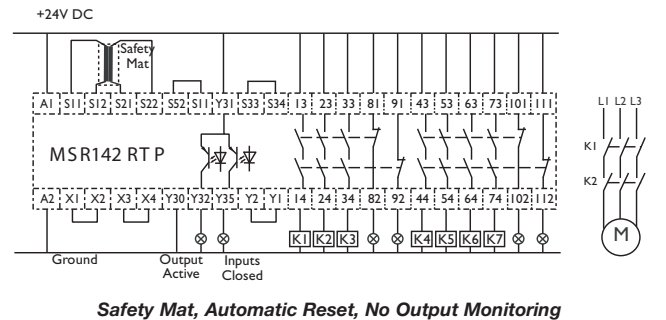 +24V DC
Safety
Mat
A1 S11 S12 S21 S22 S52 S11 Y31 S33 S34 13 23 33 81 91 43 53 63 73 101 111
L1 L2 L3
MSR142 RTP
K1
K2
A2 X1 X2 X3 X4 Y30 Y32 Y35 Y2 Y1 14 24 34 82 92 44 54 64 74 102 112
K1 K2 K3 K4 K5 K6 K7
M
Ground
Output
Active
Inputs
Closed
Safety Mat, Automatic Reset, No Output Monitoring